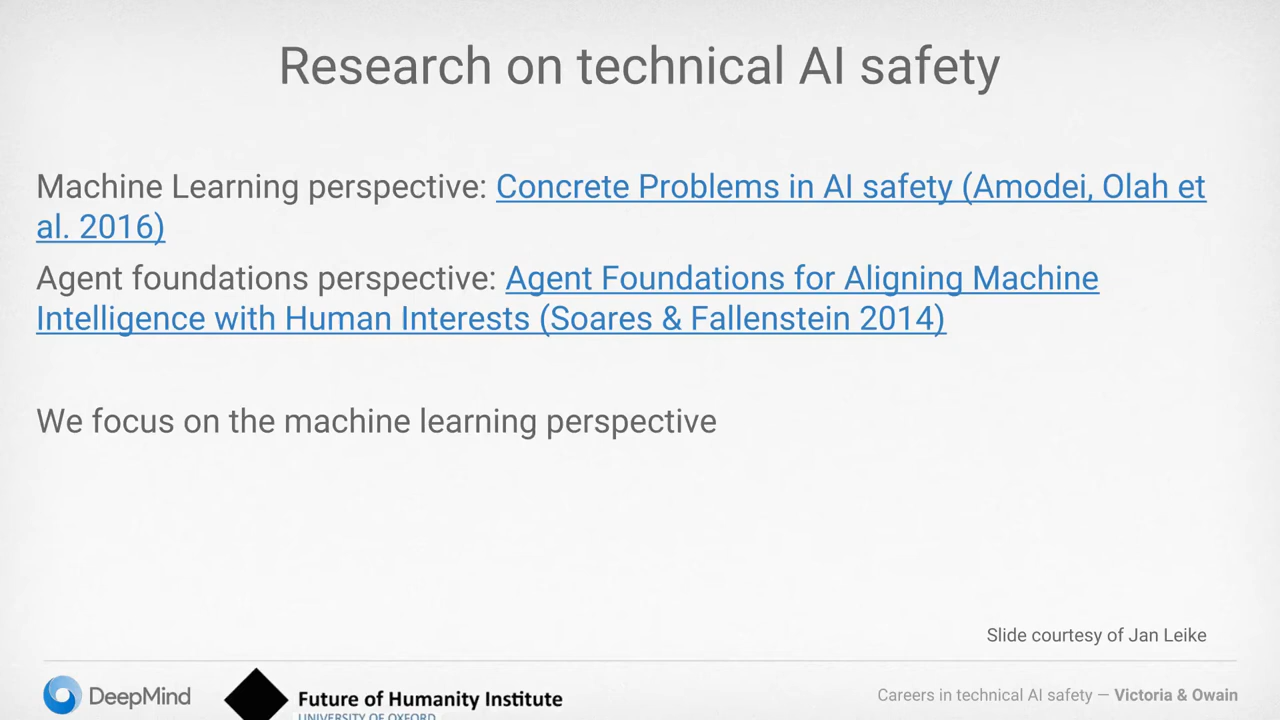 Research on technical AI safety
Machine Learning perspective: Concrete Problems in AI safety (Amodei, Olah et
al. 2016)
Agent foundations perspective: Agent Foundations for Aligning Machine
Intelligence with Human Interests (Soares & Fallenstein 2014)
We focus on the machine learning perspective
Slide courtesy of Jan Leike
DeepMind
Future of Humanity Institute
UNIVERSITY OF OXFORD
Careers in technical AI safety — Victoria & Owain